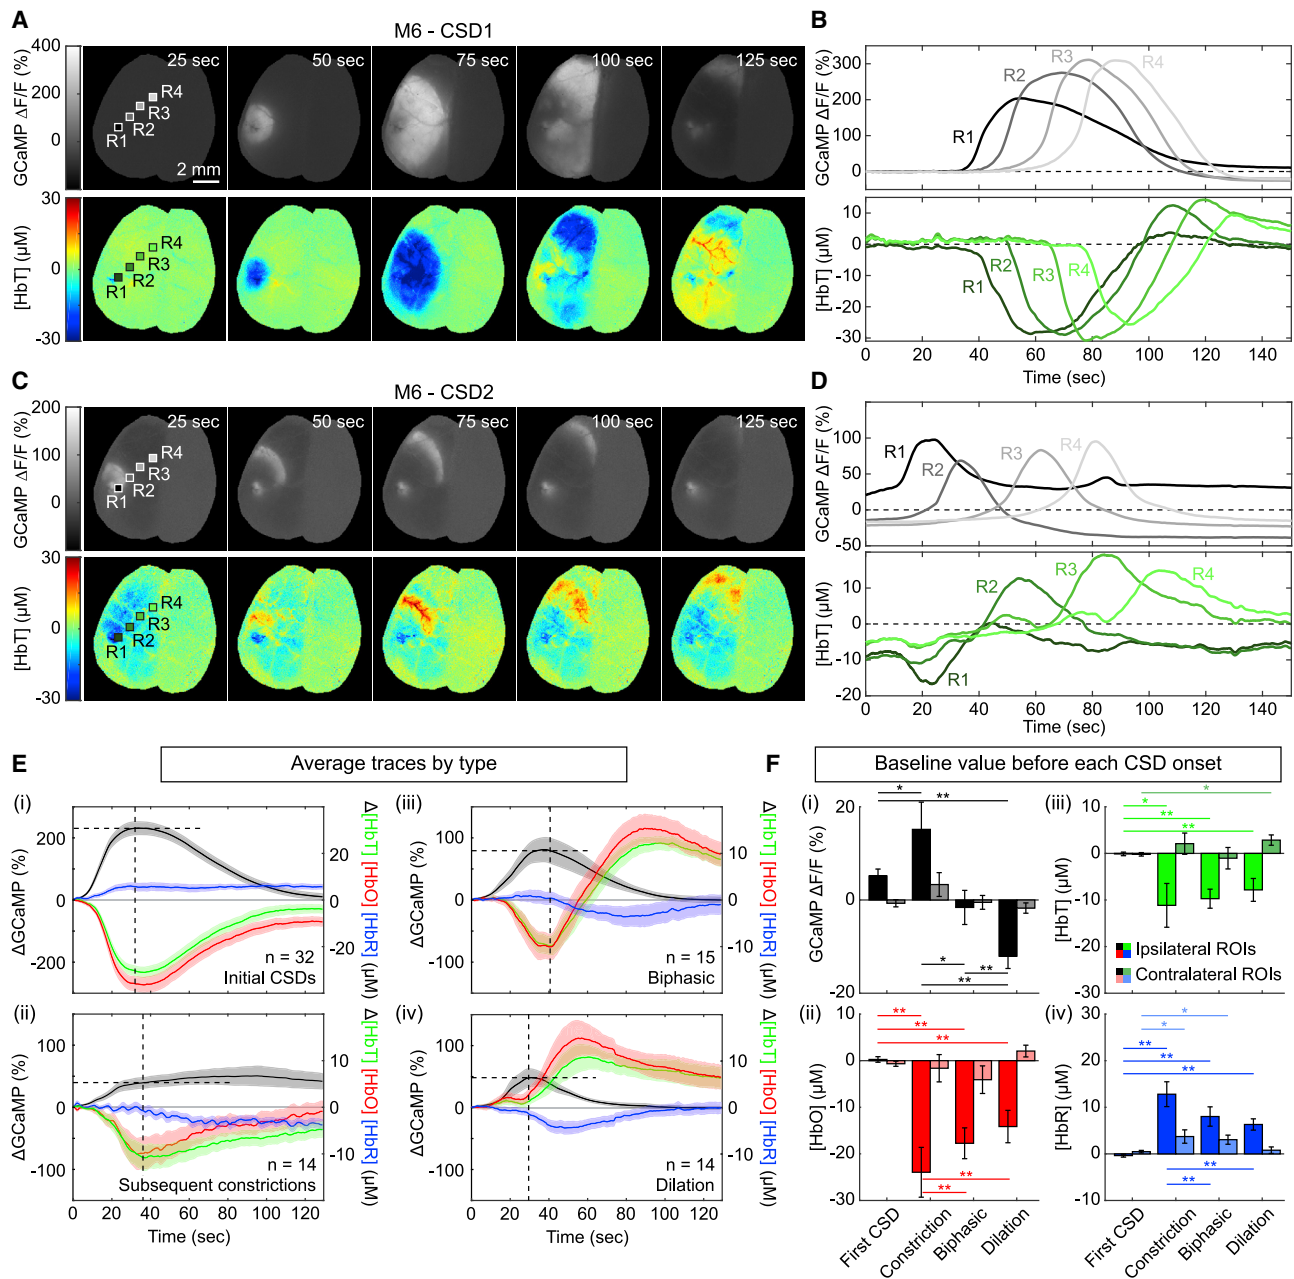 A
M6 - CSD1
400
200
0
GCaMP ΔF/F (%)
25 sec
50 sec
75 sec
100 sec
125 sec
R4
R3
R2
R1
2 mm
30
0
-30
[HbT] (µM)
R4
R3
R2
R1
B
300
200
100
0
GCaMP ΔF/F (%)
R1
R2
R3
R4
10
0
-10
-20
-30
[HbT] (µM)
R1
R2
R3
R4
0 20 40 60 80 100 120 140
Time (sec)
C
M6 - CSD2
200
100
0
GCaMP ΔF/F (%)
25 sec
50 sec
75 sec
100 sec
125 sec
R4
R3
R2
R1
30
0
-30
[HbT] (µM)
R4
R3
R2
R1
D
100
50
0
-50
GCaMP ΔF/F (%)
R1
R2
R3
R4
20
10
0
-10
-20
[HbT] (µM)
R1
R2
R3
R4
0 20 40 60 80 100 120 140
Time (sec)
E
Average traces by type
(i)
200
0
-200
ΔGCaMP (%)
20
0
-20
Δ[HbT] [HbO] [HbR] (µM)
n = 32
Initial CSDs
(iii)
100
0
-100
ΔGCaMP (%)
10
0
-10
Δ[HbT] [HbO] [HbR] (µM)
n = 15
Biphasic
(ii)
100
0
-100
ΔGCaMP (%)
10
0
-10
Δ[HbT] [HbO] [HbR] (µM)
n = 14
Subsequent constrictions
0 20 40 60 80 100 120
Time (sec)
(iv)
100
0
-100
ΔGCaMP (%)
10
0
-10
Δ[HbT] [HbO] [HbR] (µM)
n = 14
Dilation
0 20 40 60 80 100 120
Time (sec)
F
Baseline value before each CSD onset
(i)
20
10
0
-10
-20
GCaMP ΔF/F (%)
*
**
*
**
**
(iii)
10
0
-10
-20
-30
[HbT] (µM)
*
*
**
**
Ipsilateral ROIs
Contralateral ROIs
(ii)
10
0
-10
-20
-30
[HbO] (µM)
**
**
**
**
**
First CSD
Constriction
Biphasic
Dilation
(iv)
30
20
10
0
-10
[HbR] (µM)
*
*
**
**
**
**
**
First CSD
Constriction
Biphasic
Dilation